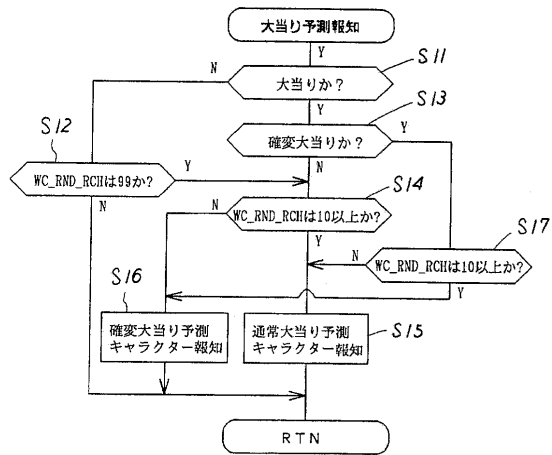 大当り予測報知
Y
S11
N
大当りか？
Y
S13
S12
確変大当りか？
Y
N
S14
WC_RND_RCHは99か？
Y
N
N
WC_RND_RCHは10以上か？
Y
S17
N
WC_RND_RCHは10以上か？
Y
S16
確変大当り予測
キャラクター報知
通常大当り予測
キャラクター報知
S15
RTN